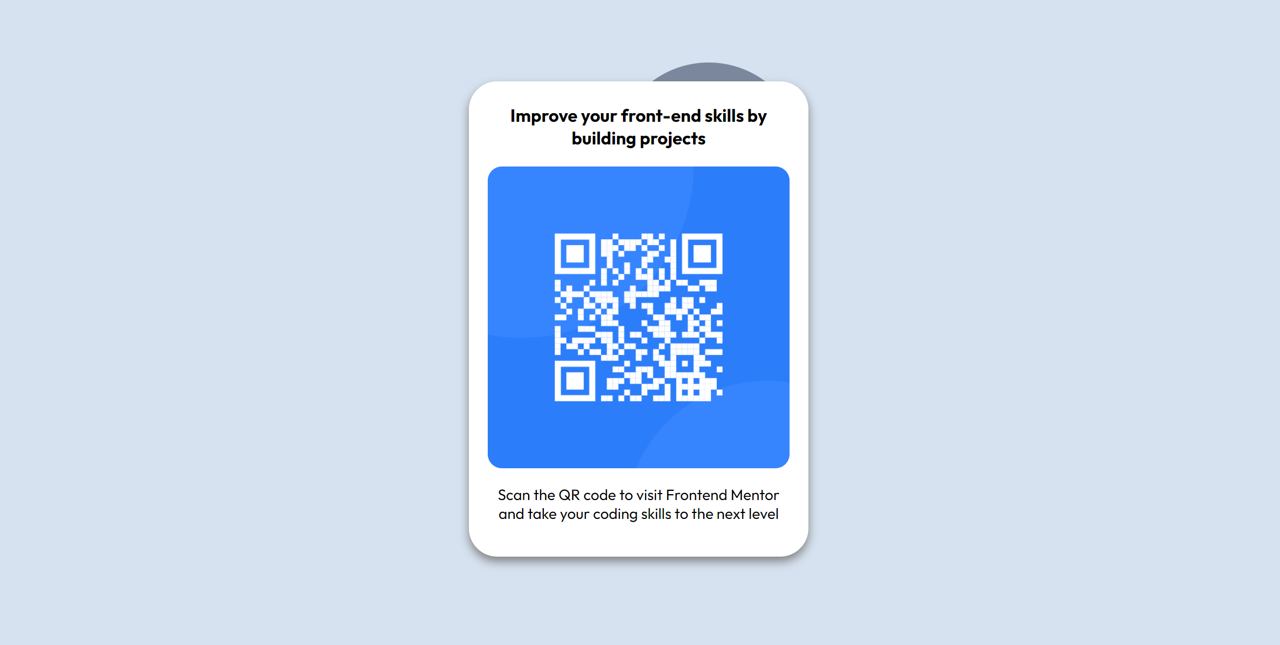 Improve your front-end skills by
building projects
Scan the QR code to visit Frontend Mentor
and take your coding skills to the next level